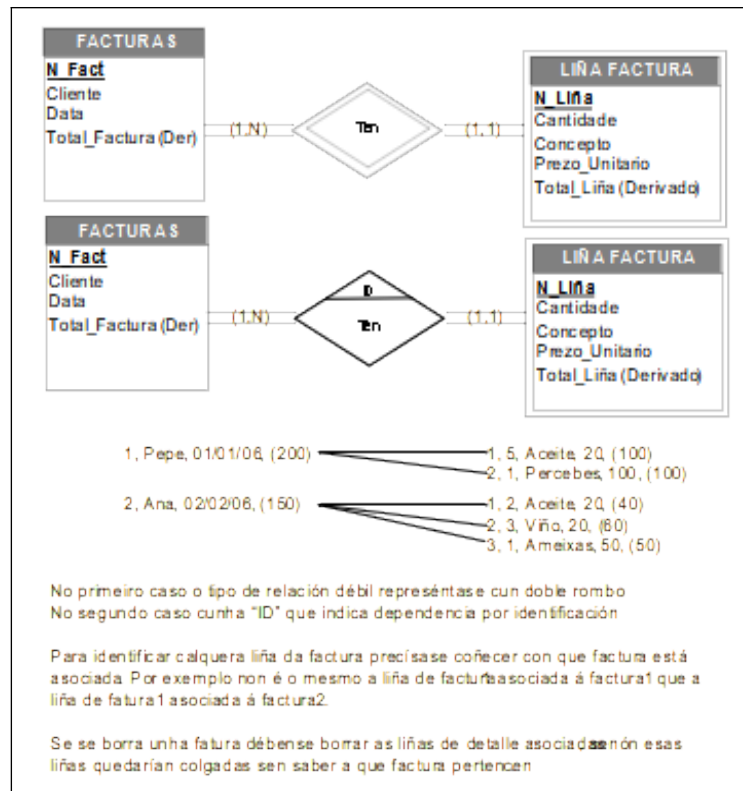 FACTURAS
N_Fact
Cliente
Data
Total_Factura (Der)
(1.N)
Ten
(1.1)
LIÑA FACTURA
N_Liña
Cantidade
Concepto
Prezo_Unitario
Total_Liña (Derivado)
FACTURAS
N_Fact
Cliente
Data
Total_Factura (Der)
(1.N)
ID
Ten
(1.1)
LIÑA FACTURA
N_Liña
Cantidade
Concepto
Prezo_Unitario
Total_Liña (Derivado)
1, Pepe, 01/01/06, (200)
1, 5, Aceite, 20, (100)
2, 1, Percebes, 100, (100)
2, Ana, 02/02/06, (150)
1, 2, Aceite, 20, (40)
2, 3, Viño, 20, (60)
3, 1, Ameixas, 50, (50)
No primeiro caso o tipo de relación débil represéntase cun doble rombo
No segundo caso cunha "ID" que indica dependencia por identificación
Para identificar calquera liña da factura precísase coñecer con que factura está
asociada. Por exemplo non é o mesmo a liña de factura1 asociada á factura1 que a
liña de fatura1 asociada á factura2.
Se se borra unha fatura débense borrar as liñas de detalle asociadas senón esas
liñas quedarían colgadas sen saber a que factura pertencen